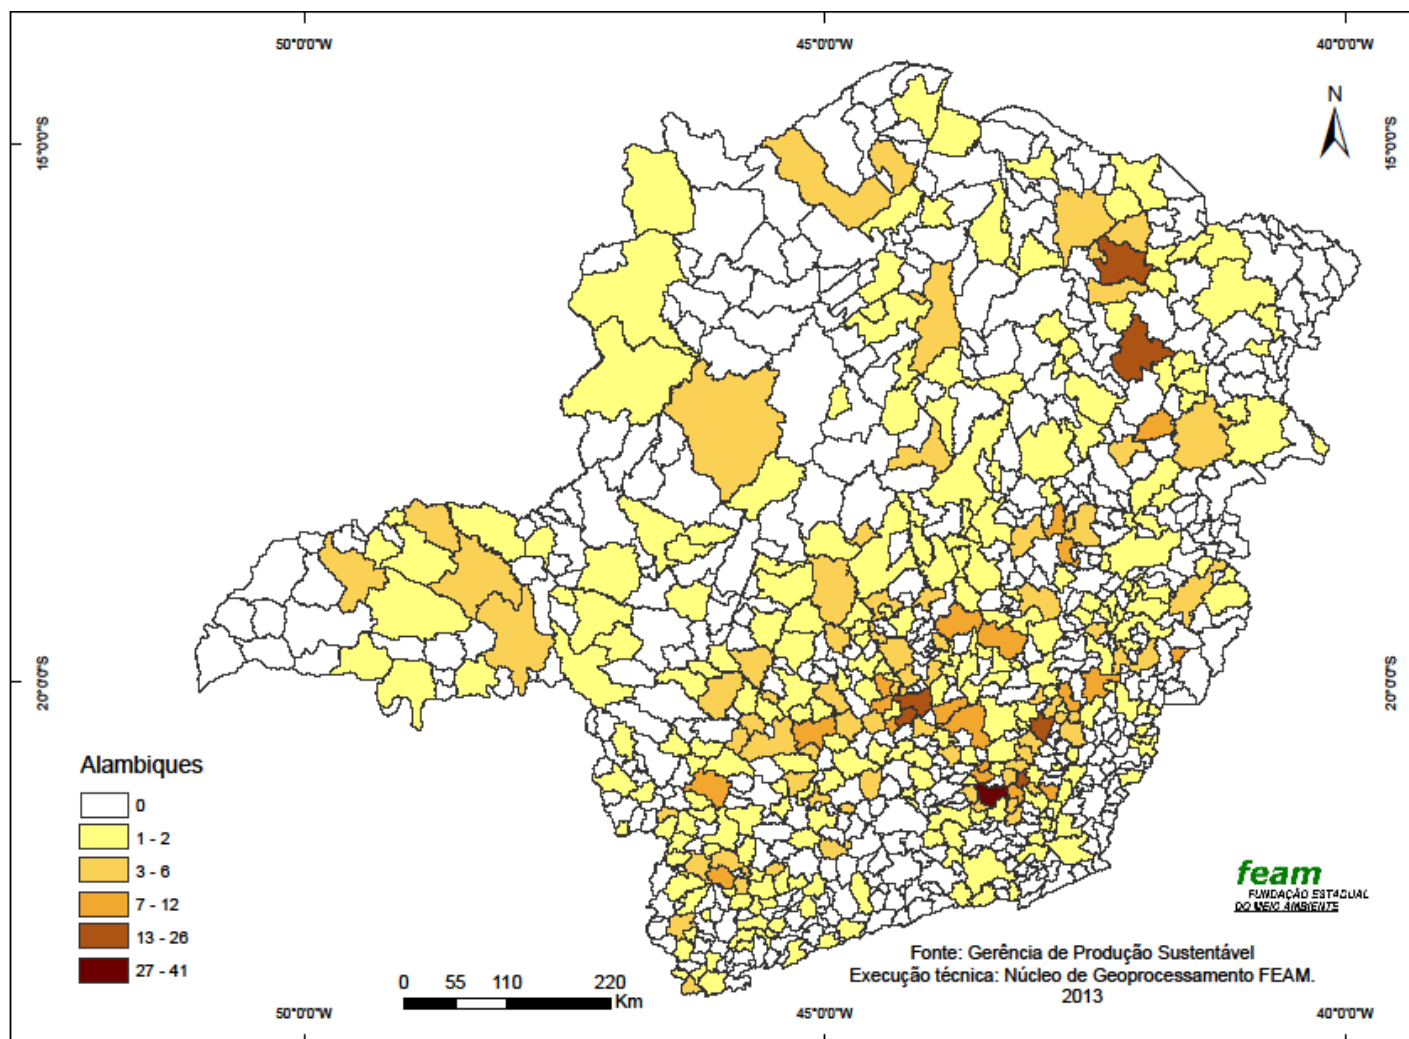 50°0'0"W 45°0'0"W 40°0'0"W
N
15°0'0"S 15°0'0"S
20°0'0"S 20°0'0"S
Alambiques
0
1 - 2
3 - 6
7 - 12
13 - 26
27 - 41
feam
FUNDAÇÃO ESTADUAL
DO MEIO AMBIENTE
Fonte: Gerência de Produção Sustentável
Execução técnica: Núcleo de Geoprocessamento FEAM.
2013
0 55 110 220
Km
50°0'0"W 45°0'0"W 40°0'0"W